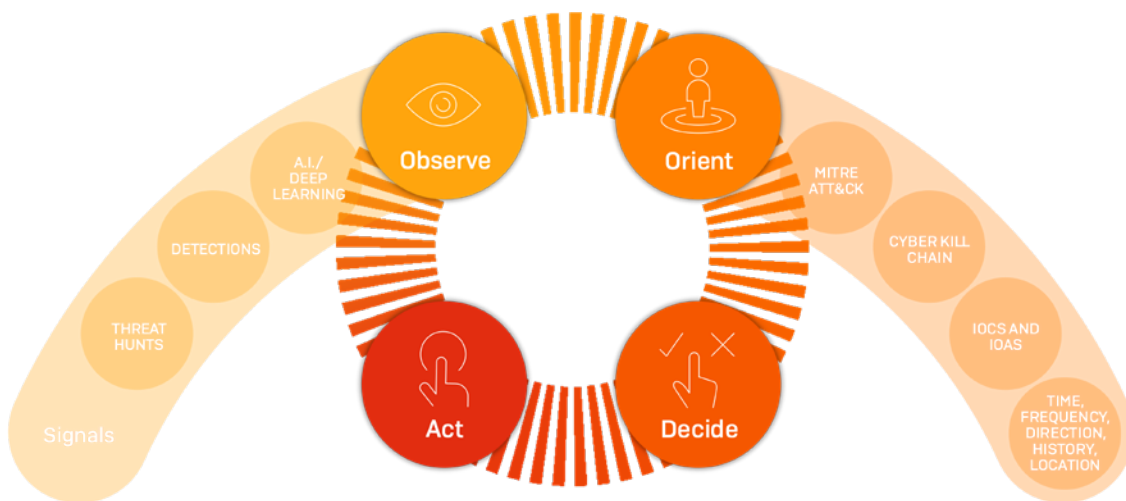 Observe
Orient
A.I./
DEEP
LEARNING
DETECTIONS
THREAT
HUNTS
Signals
MITRE
ATT&CK
CYBER KILL
CHAIN
IOCS AND
IOAS
TIME,
FREQUENCY,
DIRECTION,
HISTORY,
LOCATION
Act
Decide